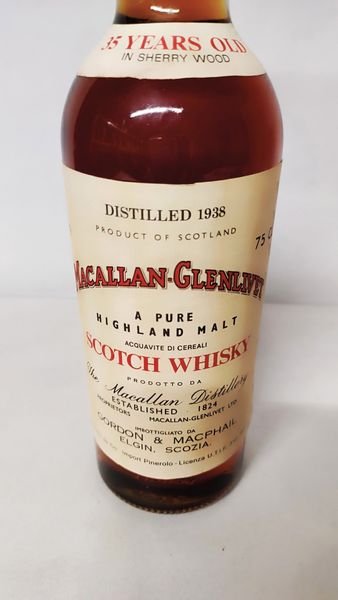 35 YEARS OLD
IN SHERRY WOOD
DISTILLED 1938
PRODUCT OF SCOTLAND
75 C
MACALLAN-GLENLIVET
A PURE
HIGHLAND MALT
ACQUAVITE DI CEREALI
SCOTCH WHISKY
PRODOTTO DA
The Macallan Distillery
ESTABLISHED 1824
PROPRIETORS MACALLAN-GLENLIVET LTD.
IMBOTTIGLIATO DA
GORDON & MACPHAIL
ELGIN, SCOZIA.
Import Pinerolo - Licenza U.T.I.F.